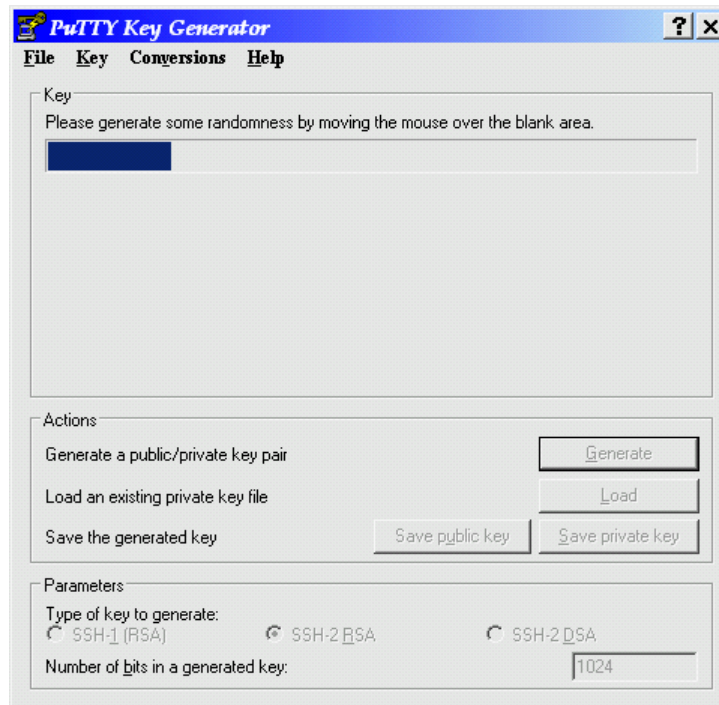 PuTTY Key Generator ? x
File Key Conversions Help
Key
Please generate some randomness by moving the mouse over the blank area.
Actions
Generate a public/private key pair Generate
Load an existing private key file Load
Save the generated key Save public key Save private key
Parameters
Type of key to generate:
SSH-1 (RSA) SSH-2 RSA SSH-2 DSA
Number of bits in a generated key: 1024